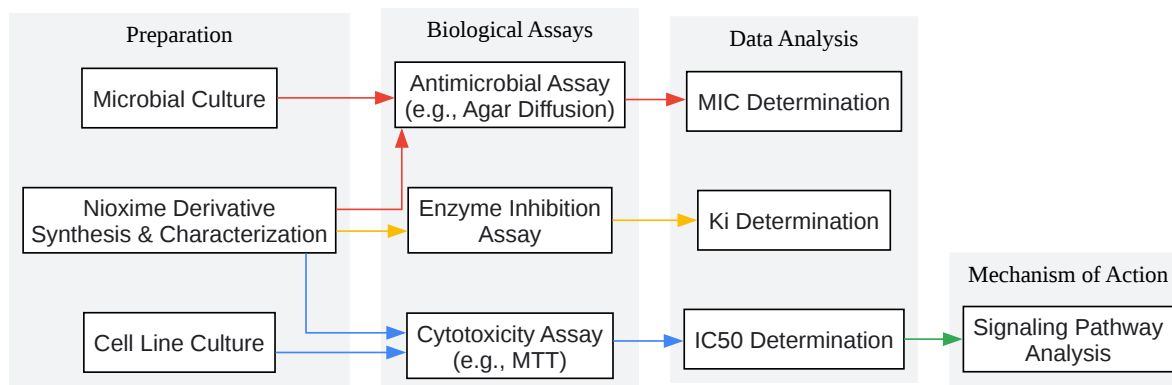 Preparation
Microbial Culture
Nioxime Derivative
Synthesis & Characterization
Cell Line Culture
Biological Assays
Antimicrobial Assay
(e.g., Agar Diffusion)
Enzyme Inhibition
Assay
Cytotoxicity Assay
(e.g., MTT)
Data Analysis
MIC Determination
Ki Determination
IC50 Determination
Mechanism of Action
Signaling Pathway
Analysis